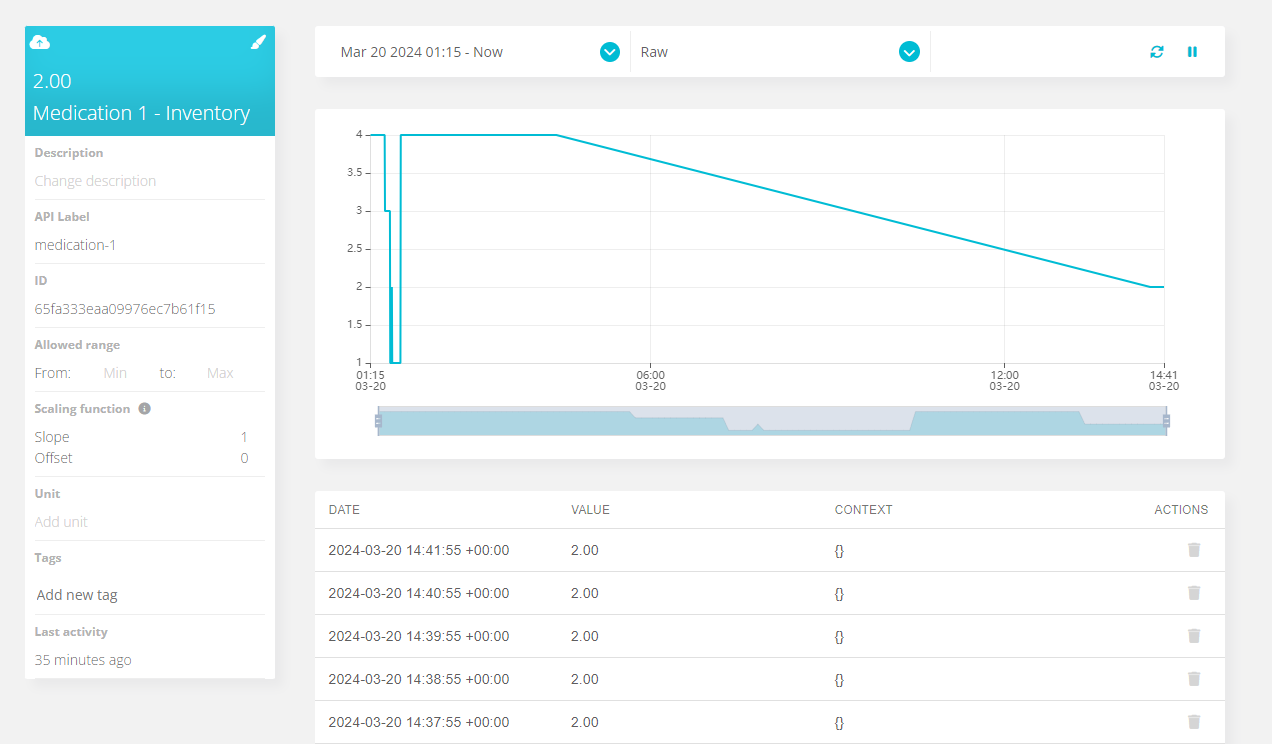 2.00
Medication 1 - Inventory
Description
Change description
API Label
medication-1
ID
65fa333eaa09976ec7b61f15
Allowed range
From: Min to: Max
Scaling function
Slope 1
Offset 0
Unit
Add unit
Tags
Add new tag
Last activity
35 minutes ago
Mar 20 2024 01:15 - Now Raw
4
3.5
3
2.5
2
1.5
1
01:15 06:00 12:00 14:41
03-20 03-20 03-20 03-20
DATE VALUE CONTEXT ACTIONS
2024-03-20 14:41:55 +00:00 2.00 {}
2024-03-20 14:40:55 +00:00 2.00 {}
2024-03-20 14:39:55 +00:00 2.00 {}
2024-03-20 14:38:55 +00:00 2.00 {}
2024-03-20 14:37:55 +00:00 2.00 {}